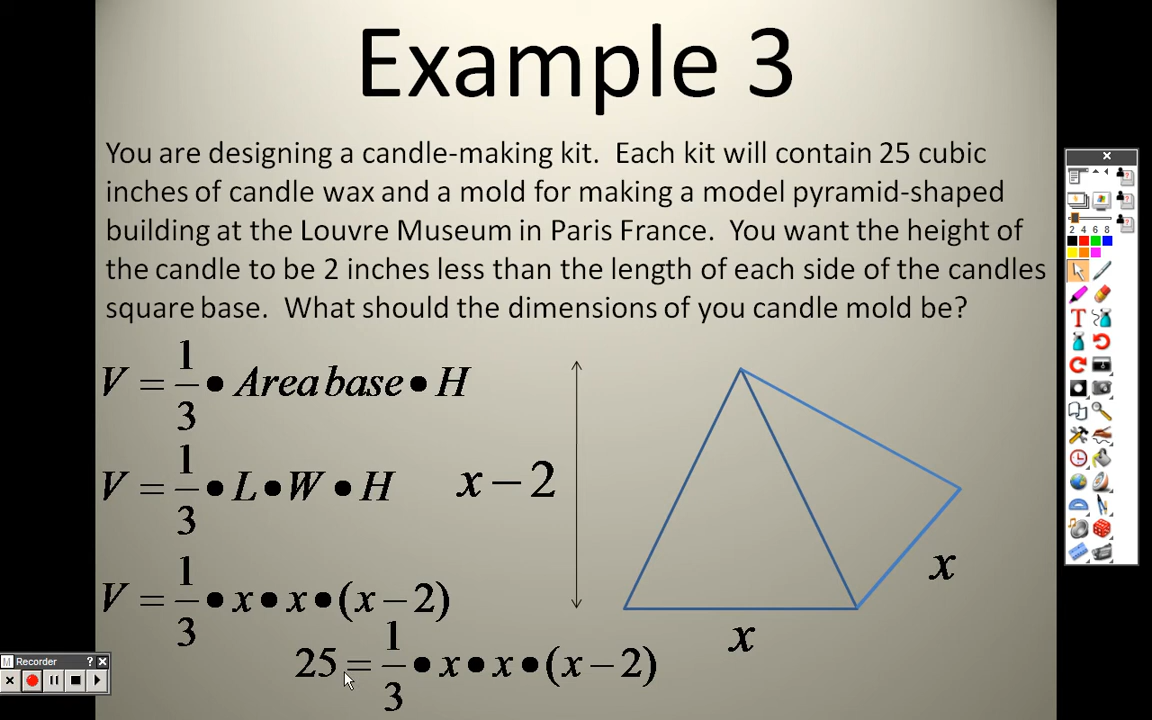 Example 3
You are designing a candle-making kit. Each kit will contain 25 cubic
inches of candle wax and a mold for making a model pyramid-shaped
building at the Louvre Museum in Paris France. You want the height of
the candle to be 2 inches less than the length of each side of the candles
square base. What should the dimensions of you candle mold be?
V = 1/3 • Area base • H
V = 1/3 • L • W • H
x − 2
V = 1/3 • x • x • (x − 2)
x
x
25 = 1/3 • x • x • (x − 2)
2 4 6 8
T
M Recorder ? x